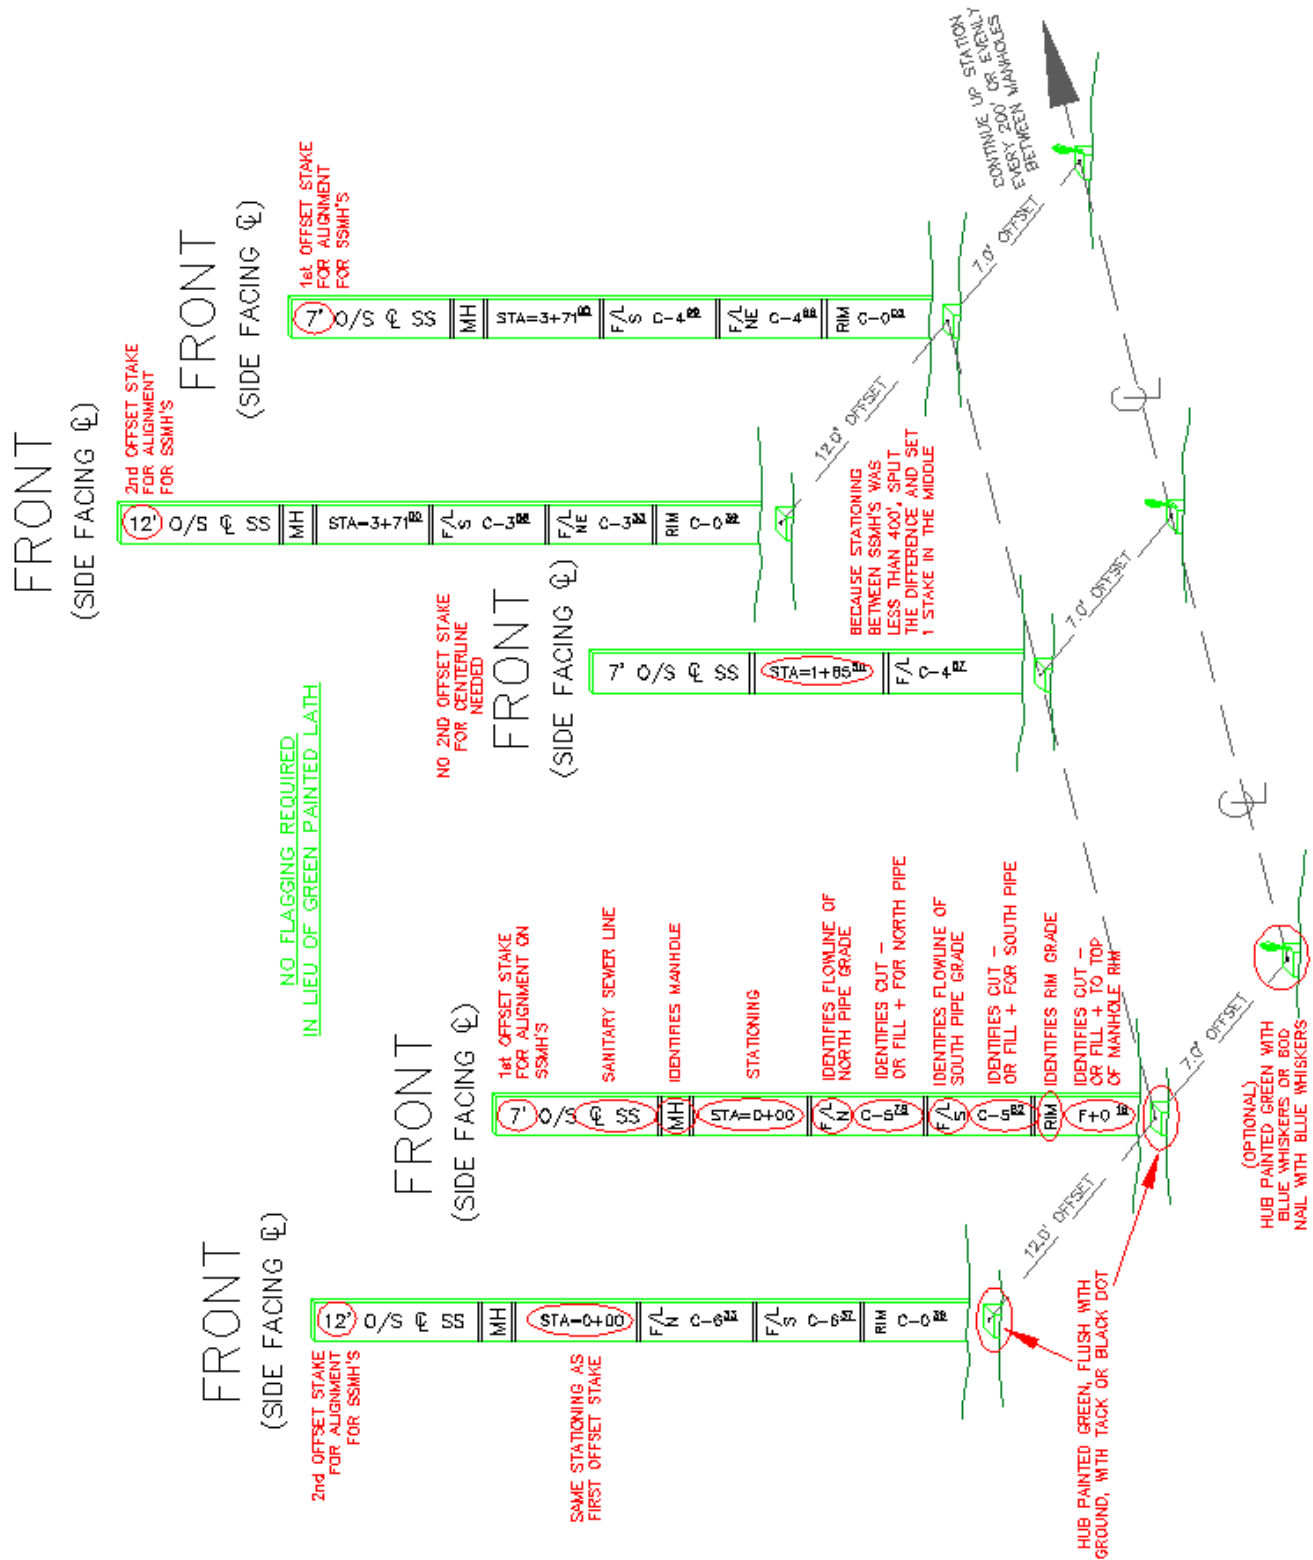 FRONT
(SIDE FACING ℄)
2nd OFFSET STAKE
FOR ALIGNMENT
FOR SSMH'S
12' O/S ℄ SS
MH
STA=0+00
F/L N C-6
F/L S C-6
RIM C-0
SAME STATIONING AS
FIRST OFFSET STAKE
HUB PAINTED GREEN, FLUSH WITH
GROUND, WITH TACK OR BLACK DOT
12.0' OFFSET
FRONT
(SIDE FACING ℄)
1st OFFSET STAKE
FOR ALIGNMENT ON
SSMH'S
7' O/S ℄ SS
MH
STA=0+00
F/L N C-5
F/L S C-5
RIM
F+0
SANITARY SEWER LINE
IDENTIFIES MANHOLE
STATIONING
IDENTIFIES FLOWLINE OF
NORTH PIPE GRADE
IDENTIFIES CUT -
OR FILL + FOR NORTH PIPE
IDENTIFIES FLOWLINE OF
SOUTH PIPE GRADE
IDENTIFIES CUT -
OR FILL + FOR SOUTH PIPE
IDENTIFIES RIM GRADE
IDENTIFIES CUT -
OR FILL + TO TOP
OF MANHOLE RIM
7.0' OFFSET
(OPTIONAL)
HUB PAINTED GREEN WITH
BLUE WHISKERS OR 60D
NAIL WITH BLUE WHISKERS
NO FLAGGING REQUIRED
IN LIEU OF GREEN PAINTED LATH
NO 2ND OFFSET STAKE
FOR CENTERLINE
NEEDED
FRONT
(SIDE FACING ℄)
7' O/S ℄ SS
STA=1+85
F/L C-4
BECAUSE STATIONING
BETWEEN SSMH'S WAS
LESS THAN 400', SPLIT
THE DIFFERENCE AND SET
1 STAKE IN THE MIDDLE
7.0' OFFSET
℄
FRONT
(SIDE FACING ℄)
2nd OFFSET STAKE
FOR ALIGNMENT
FOR SSMH'S
12' O/S ℄ SS
MH
STA=3+71
F/L S C-3
F/L NE C-3
RIM C-0
12.0' OFFSET
FRONT
(SIDE FACING ℄)
1st OFFSET STAKE
FOR ALIGNMENT
FOR SSMH'S
7' O/S ℄ SS
MH
STA=3+71
F/L S C-4
F/L NE C-4
RIM C-0
7.0' OFFSET
℄
CONTINUE UP STATION
EVERY 200' OR EVENLY
BETWEEN MANHOLES